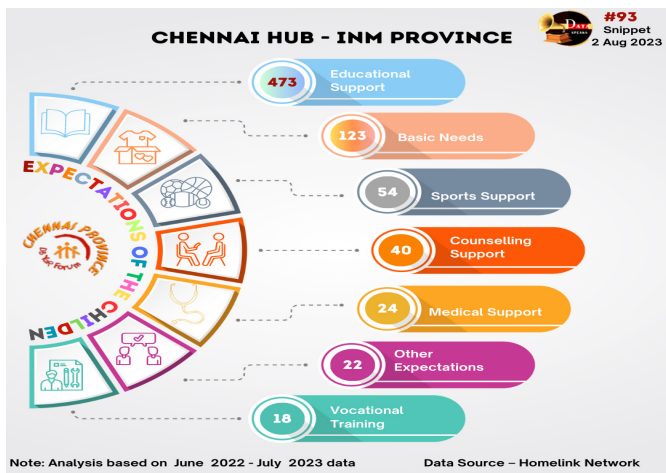 CHENNAI HUB - INM PROVINCE
DATA
SPEAKS
#93
Snippet
2 Aug 2023
473
Educational
Support
123
Basic Needs
54
Sports Support
40
Counselling
Support
24
Medical Support
22
Other
Expectations
18
Vocational
Training
EXPECTATIONS OF THE CHILDEN
CHENNAI PROVINCE
Note: Analysis based on June 2022 - July 2023 data
Data Source – Homelink Network